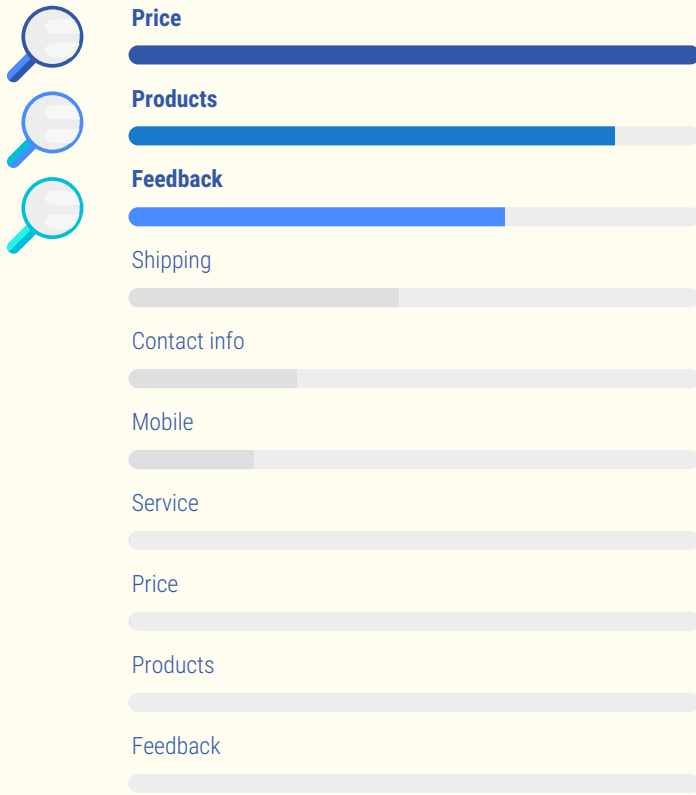 Price
Products
Feedback
Shipping
Contact info
Mobile
Service
Price
Products
Feedback